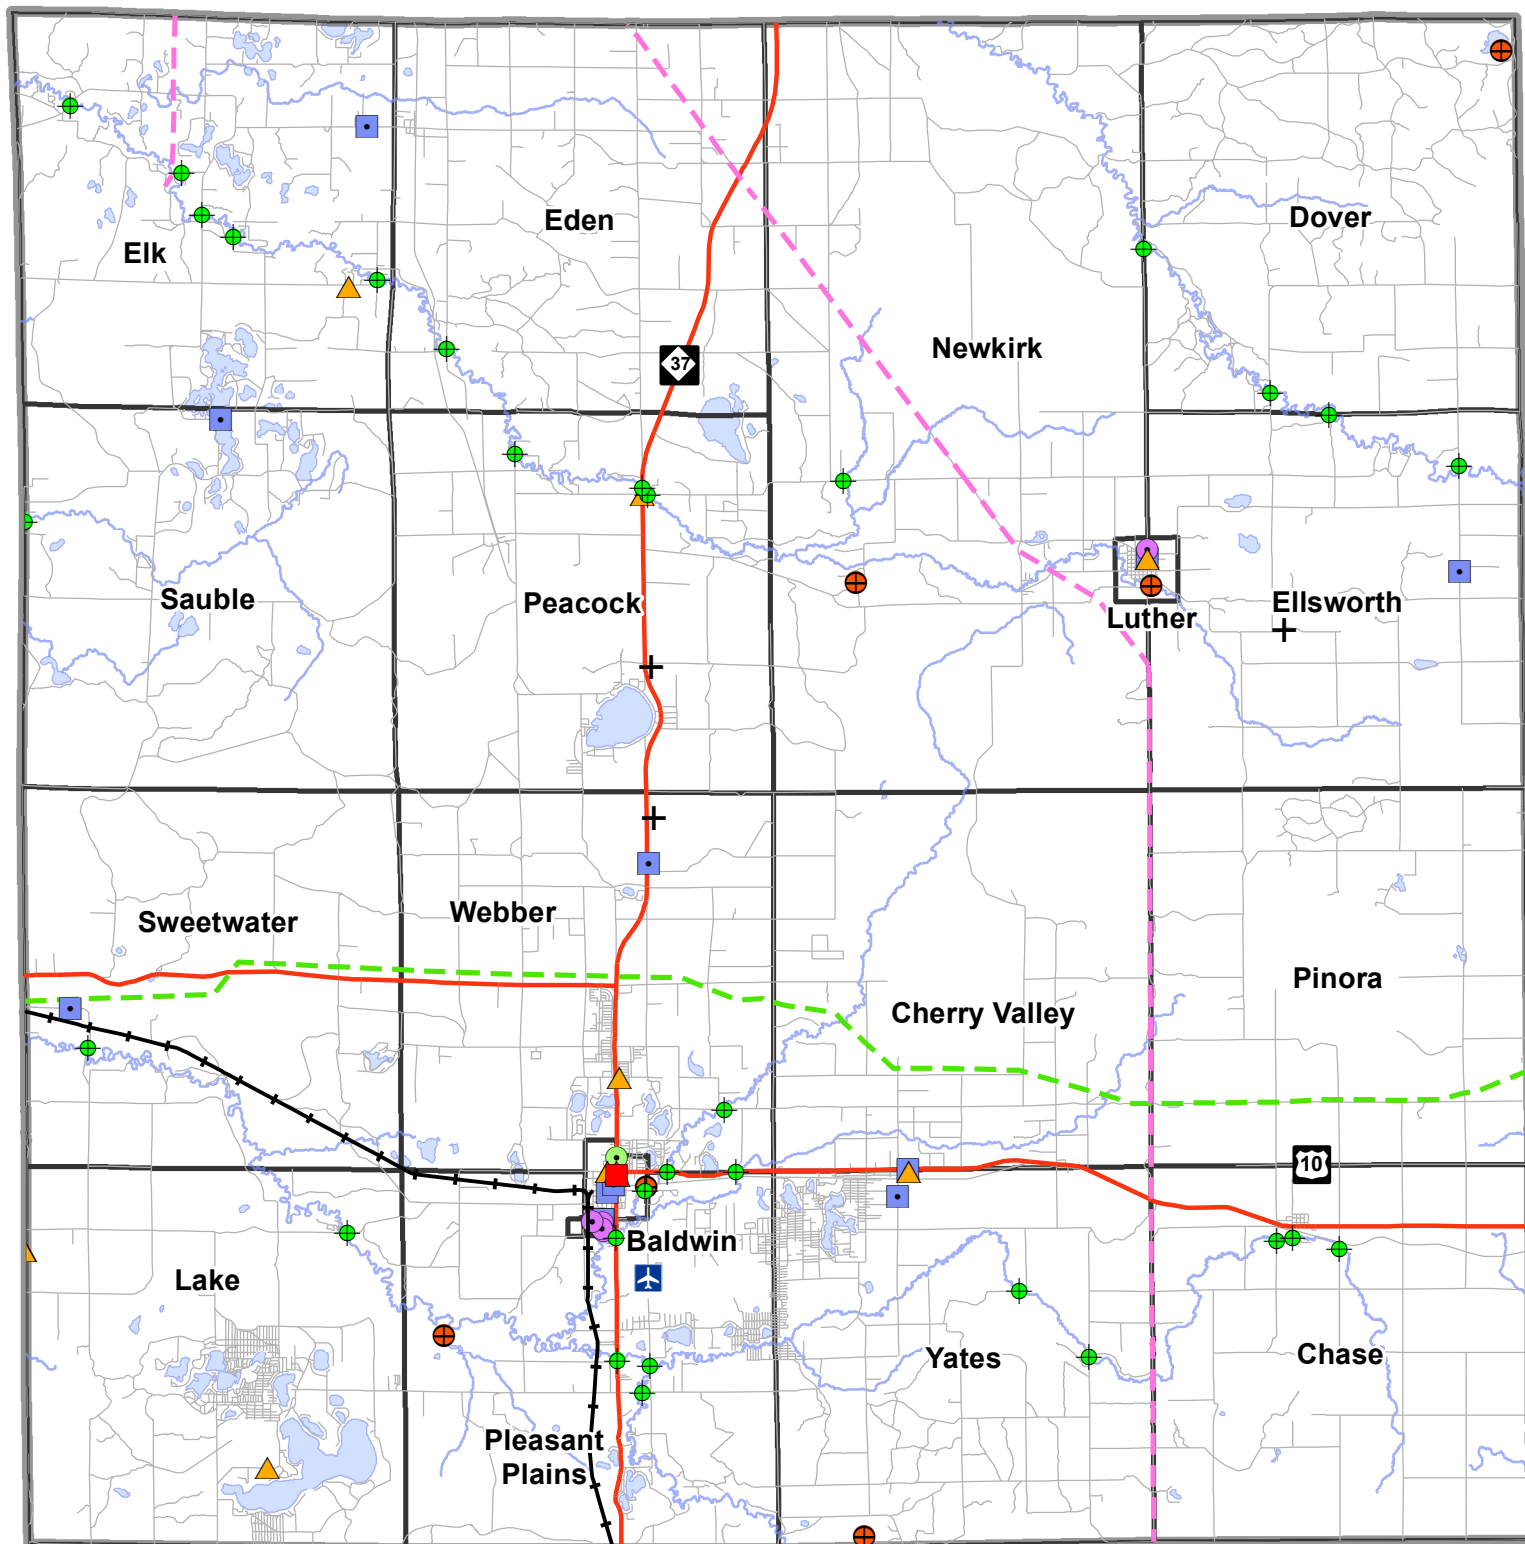 Eden
Dover
Elk
Newkirk
37
Sauble
Peacock
Ellsworth
Luther
Sweetwater
Webber
Pinora
Cherry Valley
10
Baldwin
Lake
Yates
Chase
Pleasant
Plains